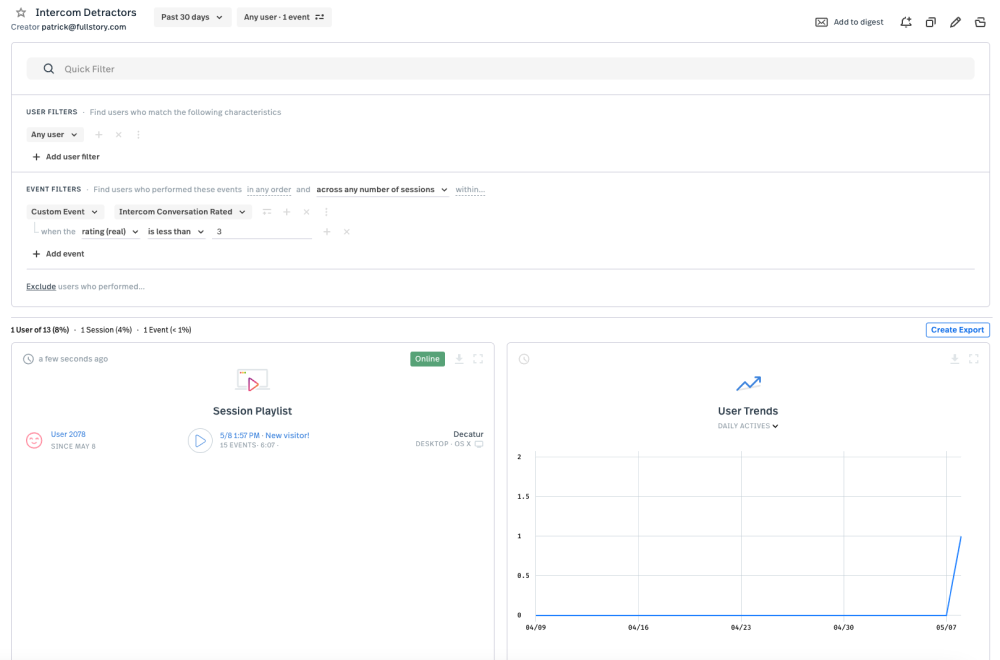 Intercom Detractors
Past 30 days
Any user · 1 event
Add to digest
Creator patrick@fullstory.com
Quick Filter
USER FILTERS · Find users who match the following characteristics
Any user
Add user filter
EVENT FILTERS · Find users who performed these events in any order and across any number of sessions within...
Custom Event Intercom Conversation Rated
when the rating (real) is less than 3
Add event
Exclude users who performed...
1 User of 13 (8%) · 1 Session (4%) · 1 Event (< 1%)
Create Export
a few seconds ago
Online
Session Playlist
User 2078
SINCE MAY 8
5/8 1:57 PM · New visitor!
15 EVENTS · 6:07 ·
Decatur
DESKTOP · OS X
User Trends
DAILY ACTIVES
2
1.5
1
0.5
0
04/09 04/16 04/23 04/30 05/07